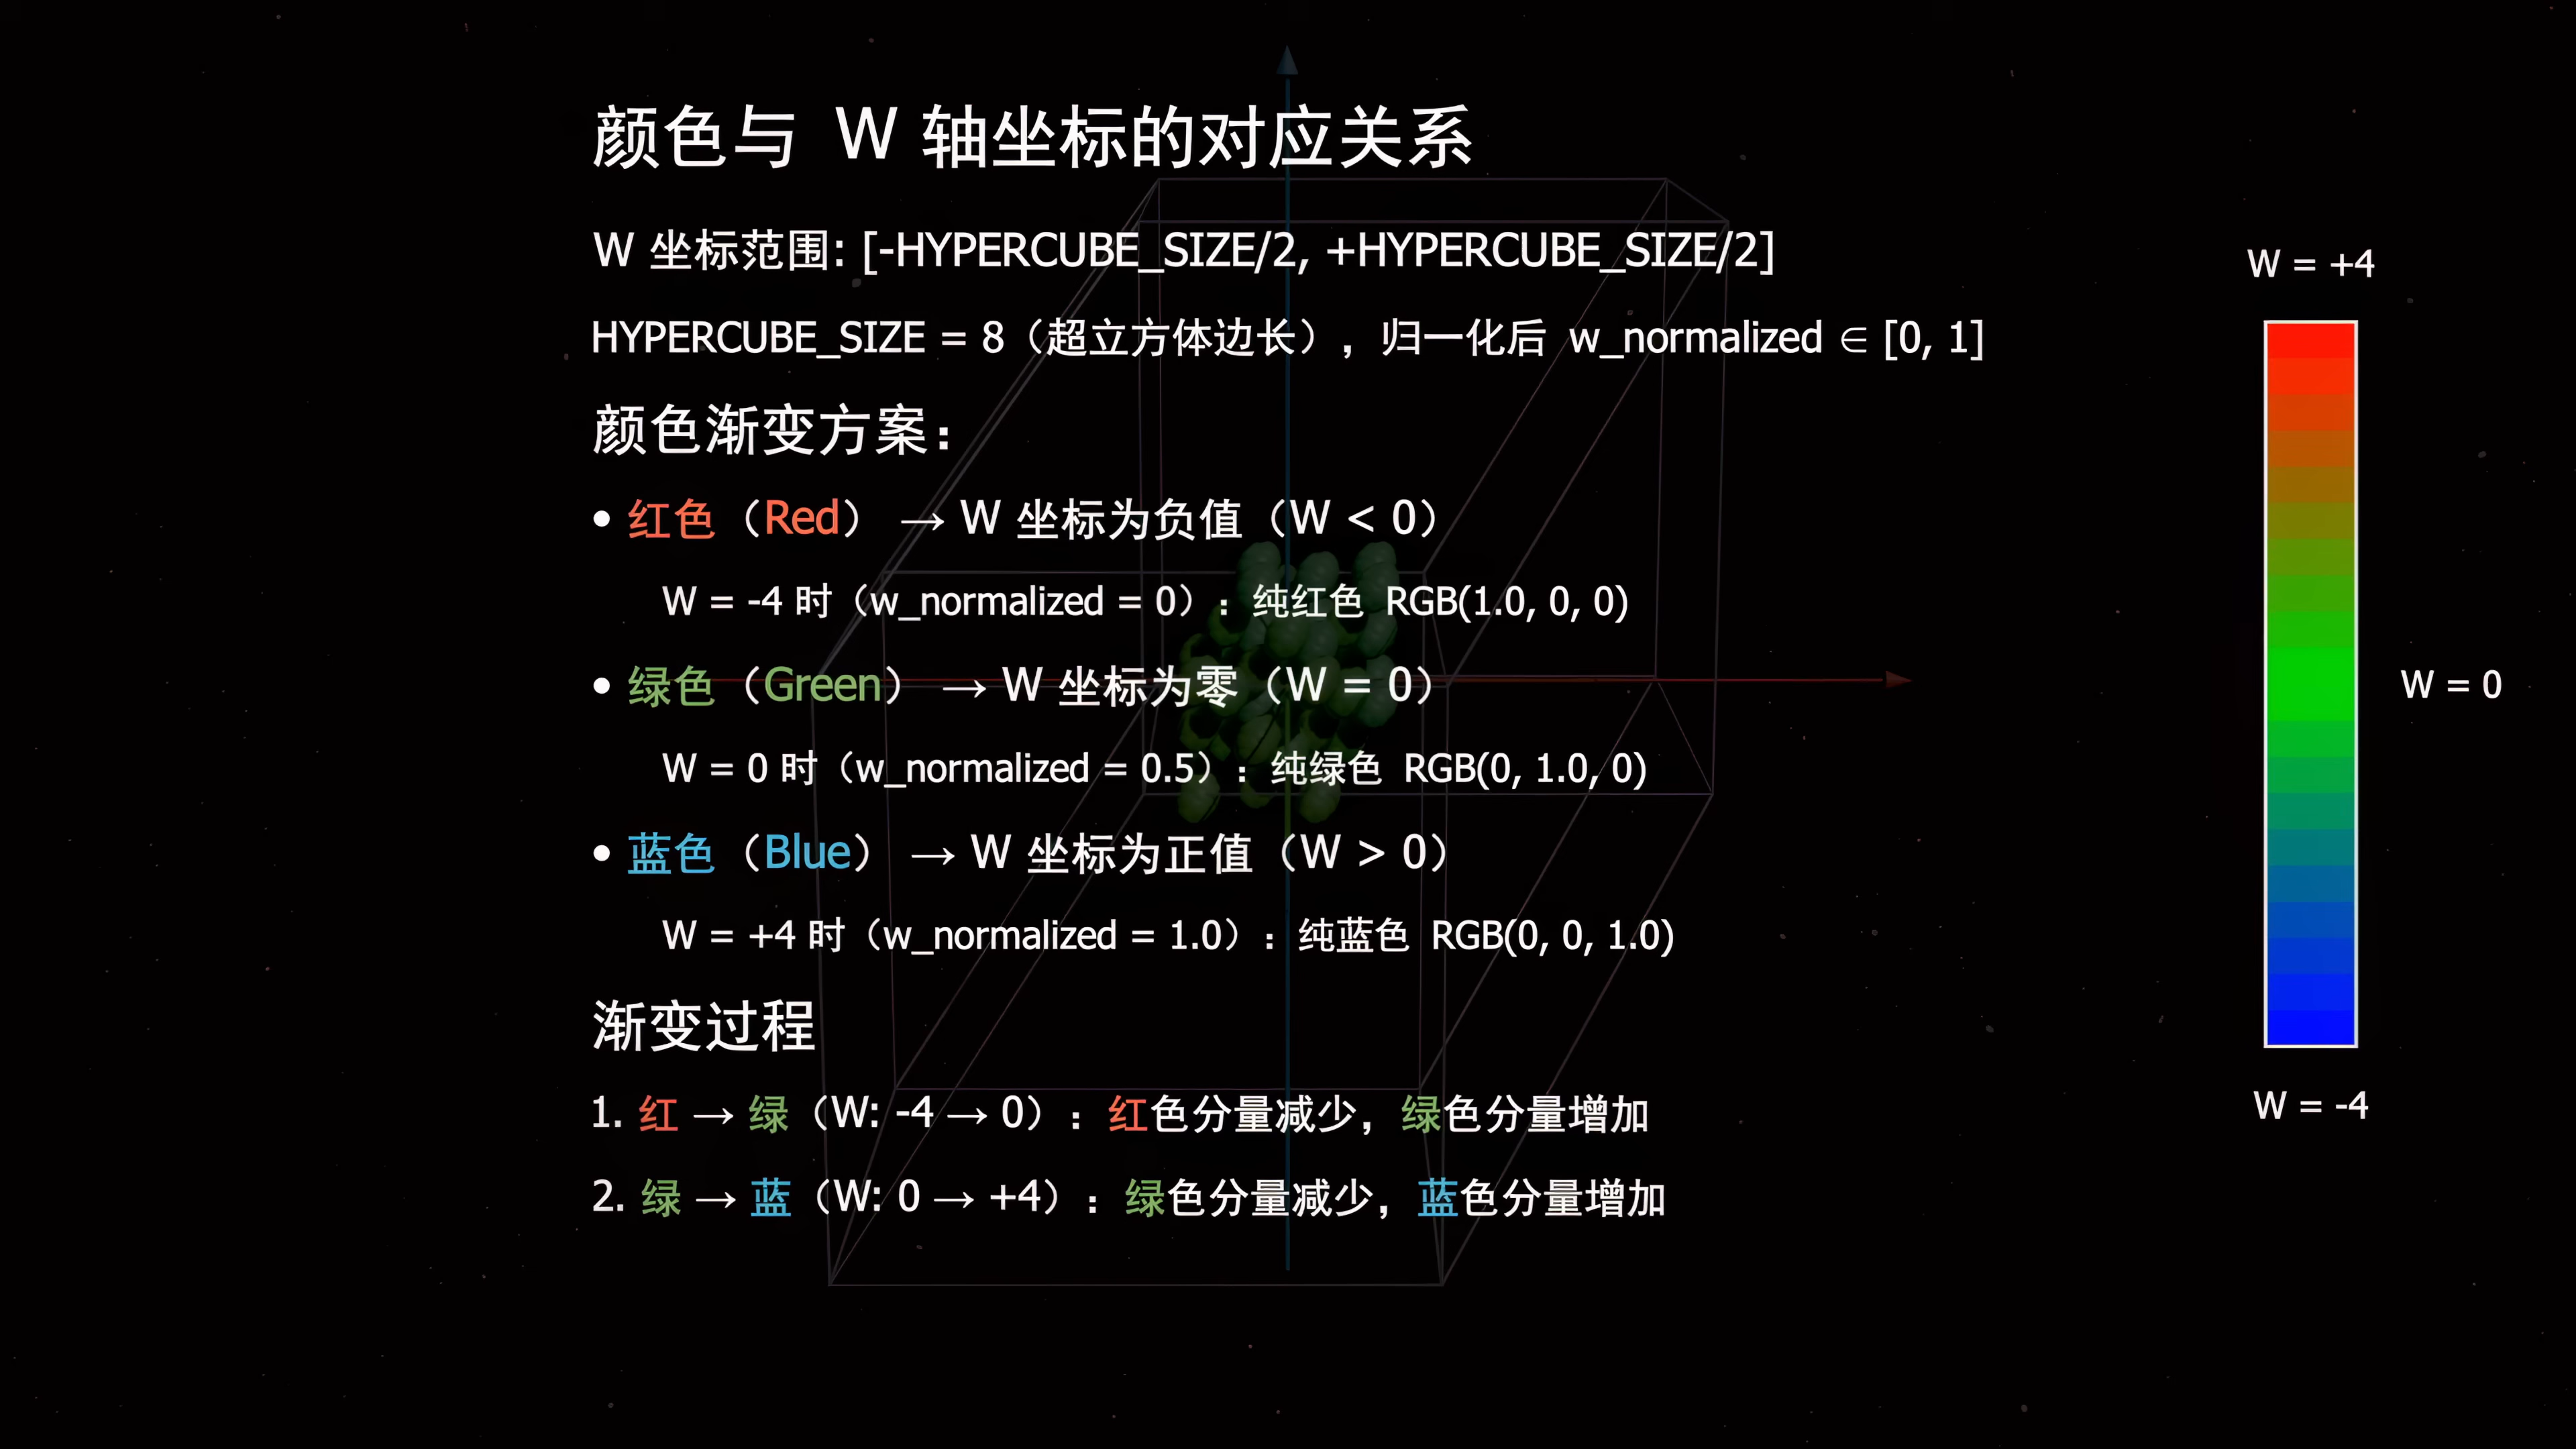 颜色与 W 轴坐标的对应关系
W 坐标范围: [-HYPERCUBE_SIZE/2, +HYPERCUBE_SIZE/2]
HYPERCUBE_SIZE = 8（超立方体边长），归一化后 w_normalized ∈ [0, 1]
颜色渐变方案：
• 红色（Red） → W 坐标为负值（W < 0）
W = -4 时（w_normalized = 0）：纯红色 RGB(1.0, 0, 0)
• 绿色（Green） → W 坐标为零（W = 0）
W = 0 时（w_normalized = 0.5）：纯绿色 RGB(0, 1.0, 0)
• 蓝色（Blue） → W 坐标为正值（W > 0）
W = +4 时（w_normalized = 1.0）：纯蓝色 RGB(0, 0, 1.0)
渐变过程
1. 红 → 绿（W: -4 → 0）：红色分量减少，绿色分量增加
2. 绿 → 蓝（W: 0 → +4）：绿色分量减少，蓝色分量增加
W = +4
W = 0
W = -4